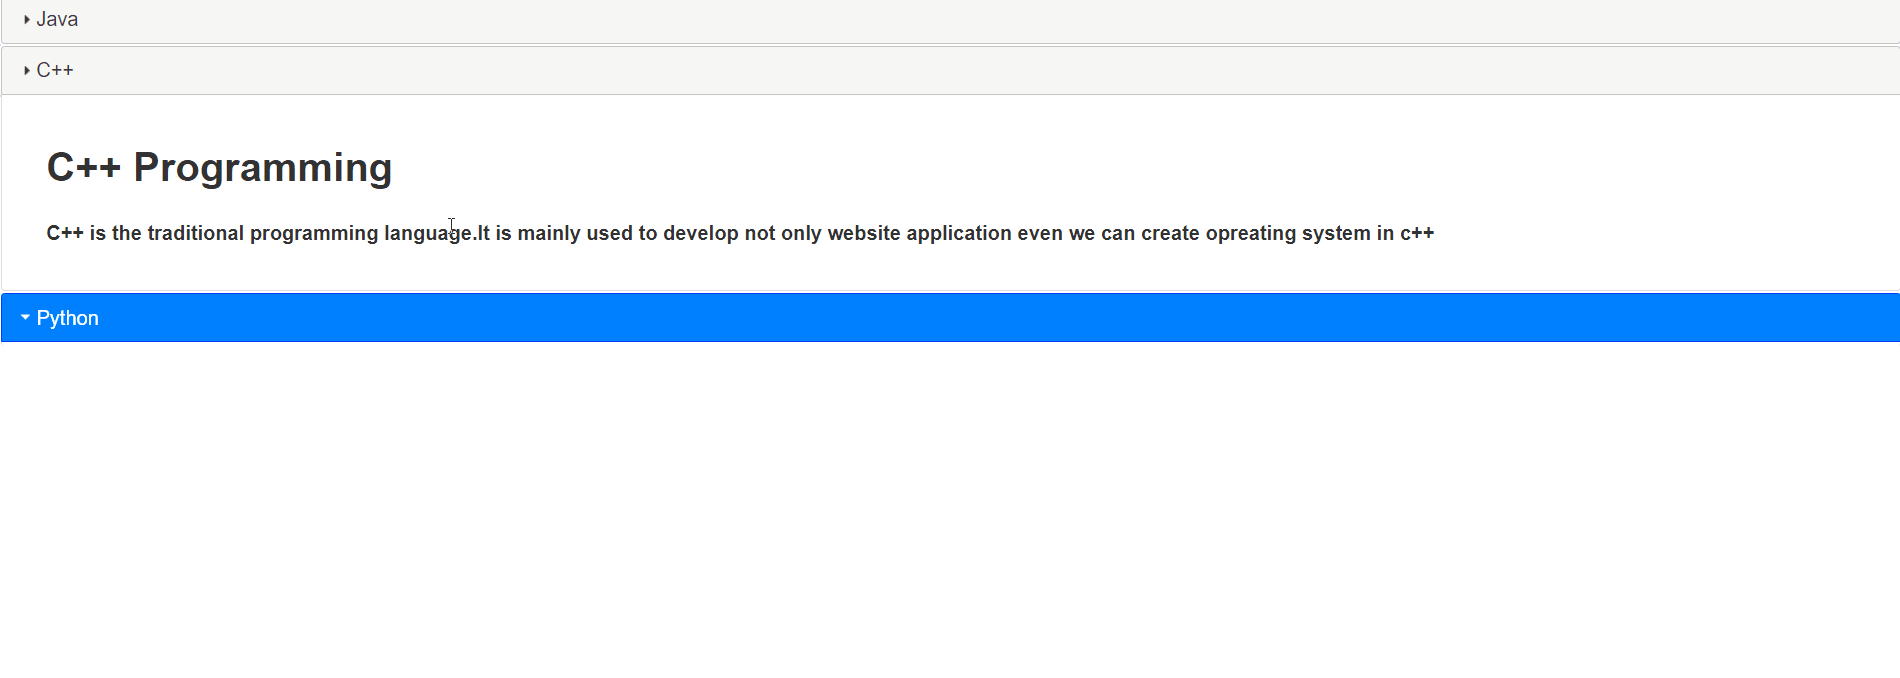 Java
C++
C++ Programming
C++ is the traditional programming language.It is mainly used to develop not only website application even we can create opreating system in c++
Python